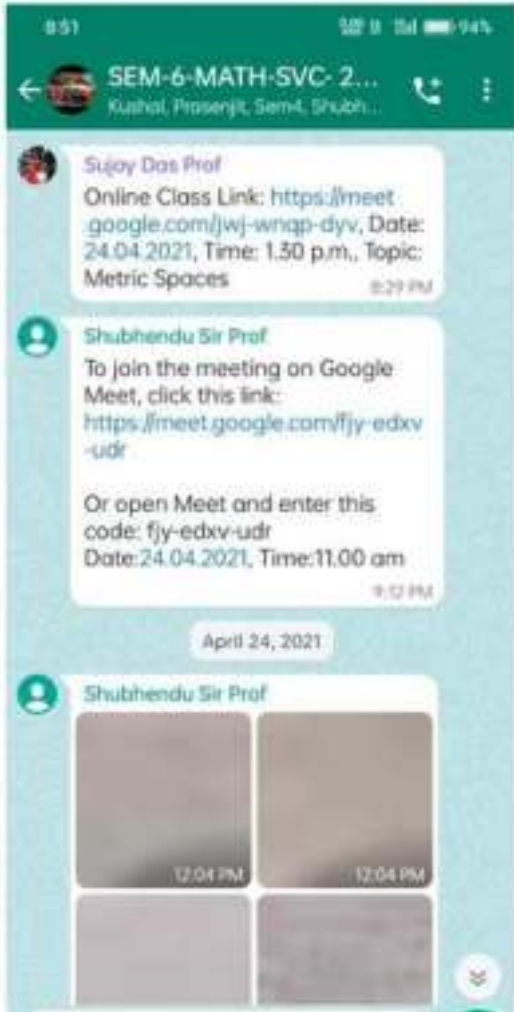 8:51
94%
SEM-6-MATH-SVC- 2...
Kushal, Prosenjit, Sem4, Shubh...
Sujoy Das Prof
Online Class Link: https://meet
.google.com/jwj-wnqp-dyv, Date:
24.04.2021, Time: 1.30 p.m., Topic:
Metric Spaces
8:29 PM
Shubhendu Sir Prof
To join the meeting on Google
Meet, click this link:
https://meet.google.com/fjy-edxv
-udr
Or open Meet and enter this
code: fjy-edxv-udr
Date:24.04.2021, Time:11.00 am
9:12 PM
April 24, 2021
Shubhendu Sir Prof
12:04 PM
12:04 PM